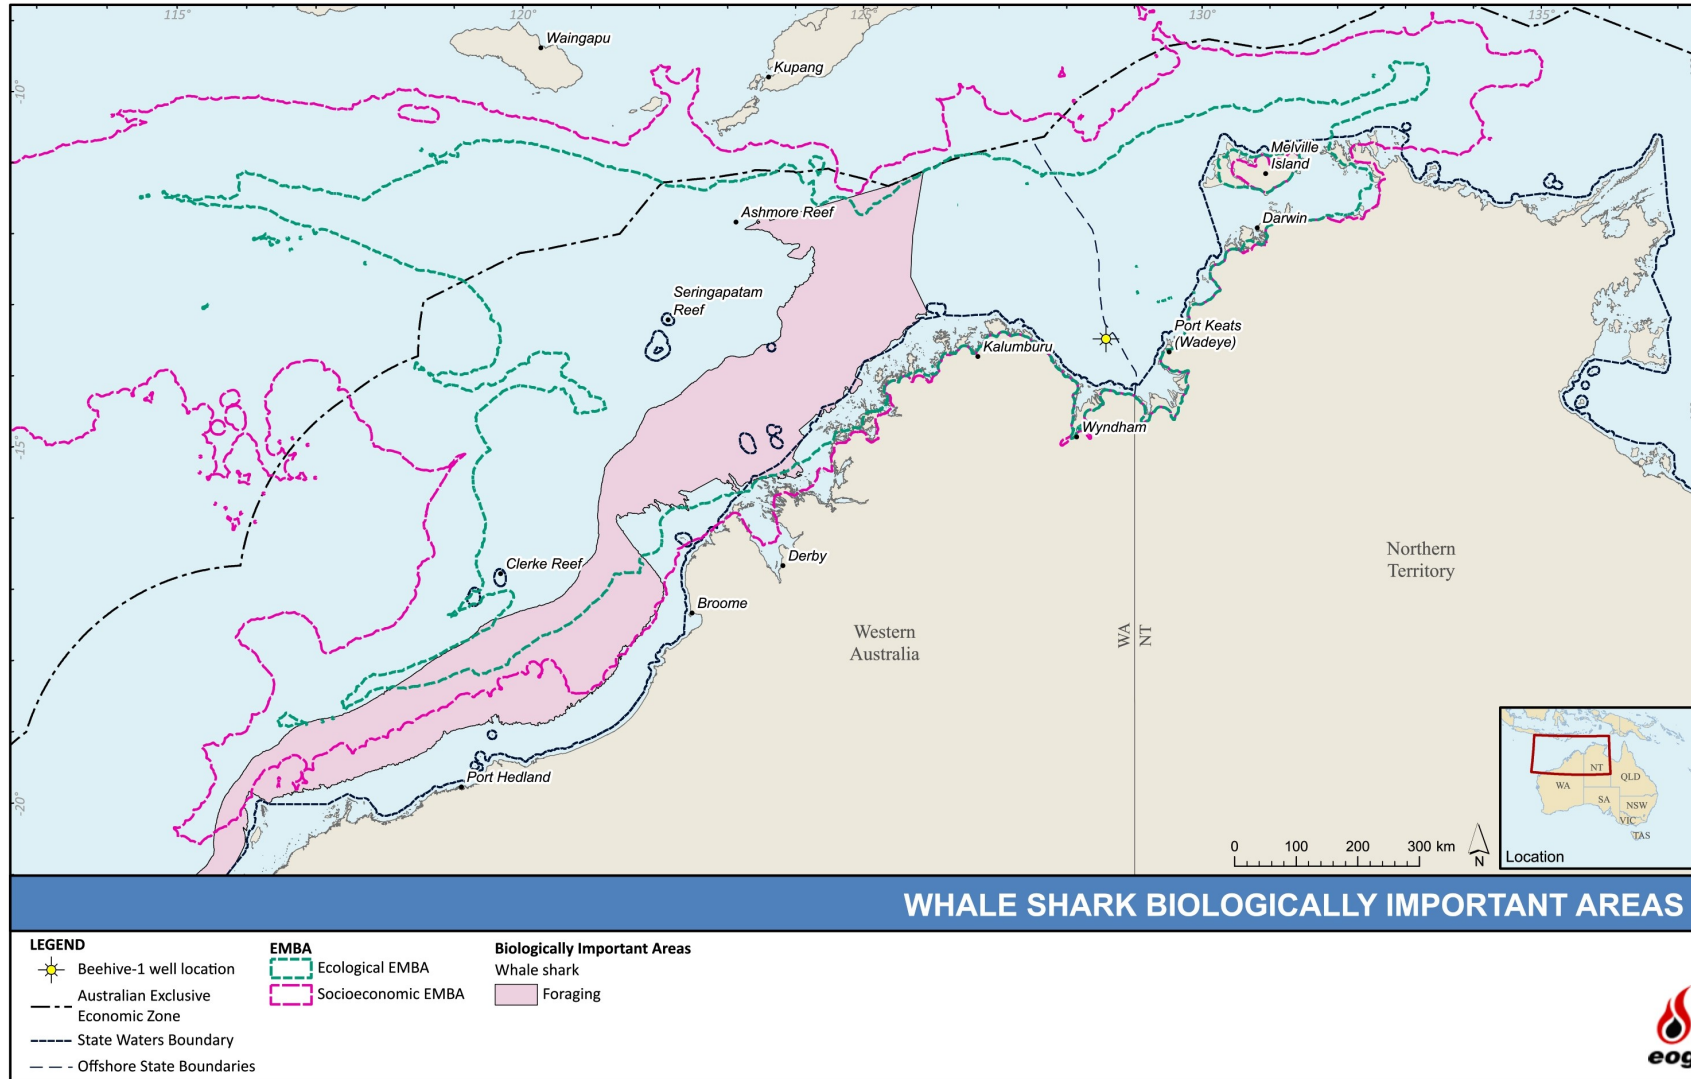 115°
120°
125°
130°
135°
-10°
-15°
-20°
Waingapu
Kupang
Melville
Island
Ashmore Reef
Darwin
Seringapatam
Reef
Port Keats
(Wadeye)
Kalumburu
Wyndham
Clerke Reef
Derby
Broome
Northern
Territory
Western
Australia
WA
NT
Port Hedland
0 100 200 300 km
N
NT
QLD
WA
SA
NSW
VIC
TAS
Location
WHALE SHARK BIOLOGICALLY IMPORTANT AREAS
LEGEND
Beehive-1 well location
Australian Exclusive
Economic Zone
State Waters Boundary
Offshore State Boundaries
EMBA
Ecological EMBA
Socioeconomic EMBA
Biologically Important Areas
Whale shark
Foraging
eog